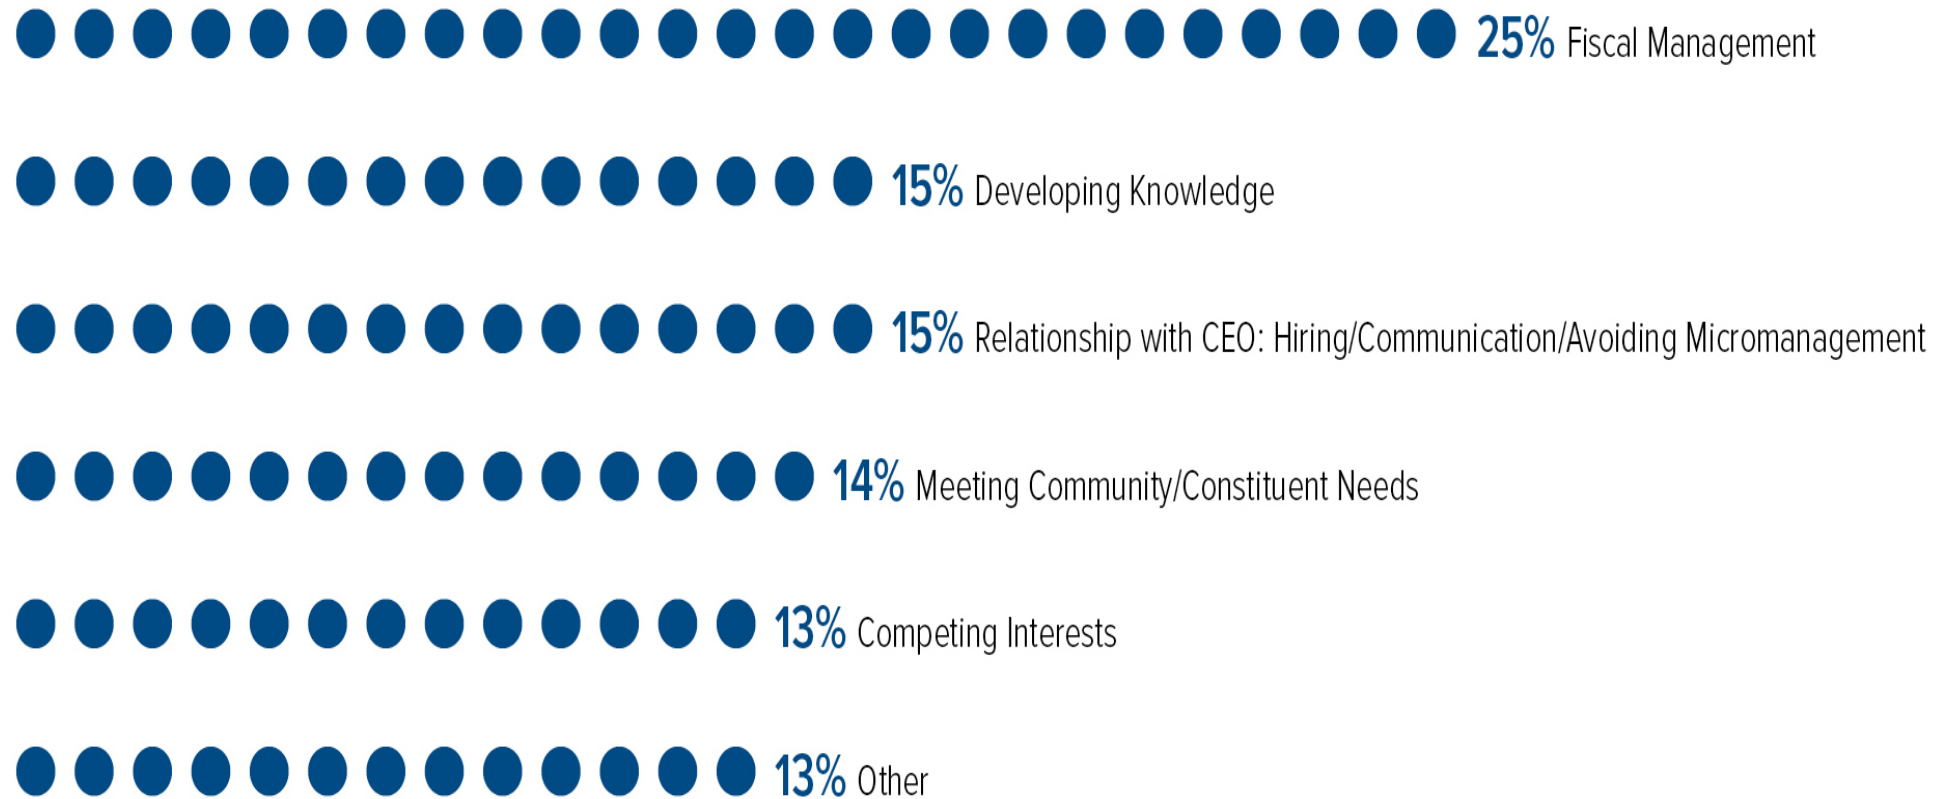 25% Fiscal Management
15% Developing Knowledge
15% Relationship with CEO: Hiring/Communication/Avoiding Micromanagement
14% Meeting Community/Constituent Needs
13% Competing Interests
13% Other